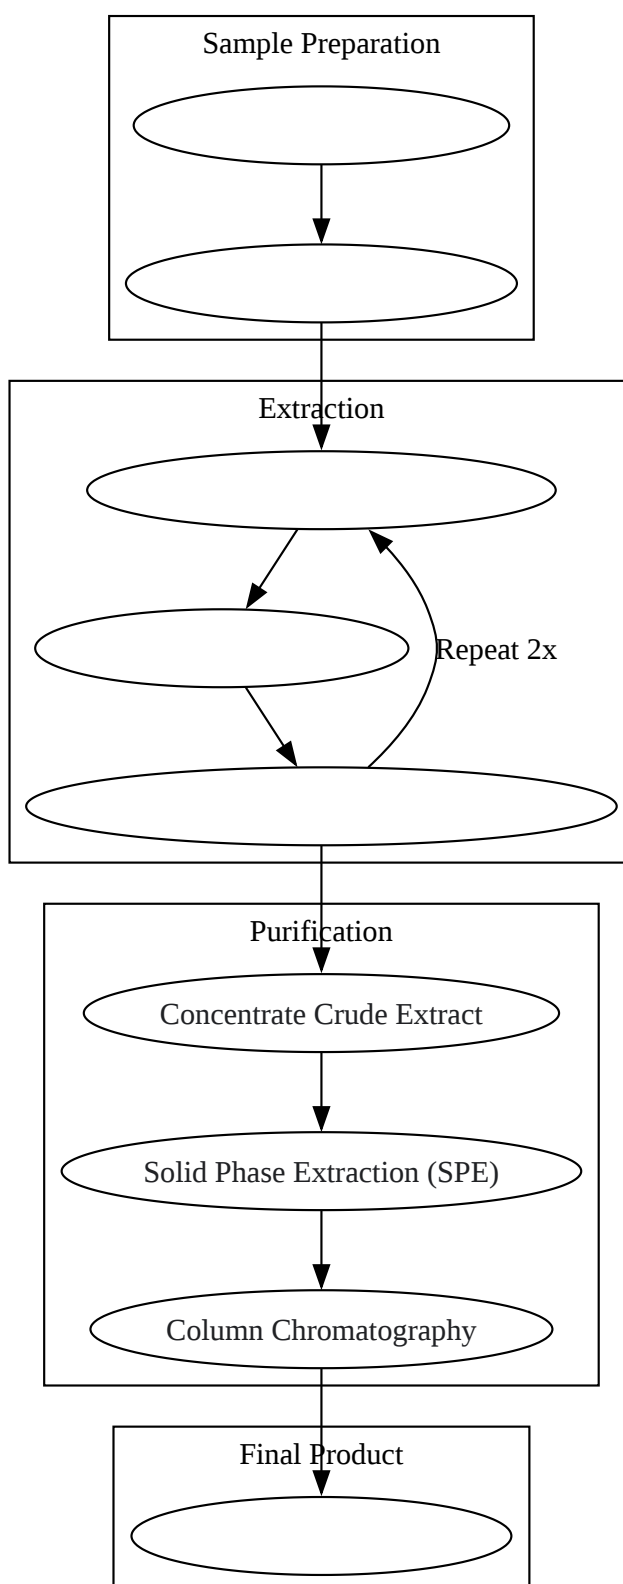 Sample Preparation
Extraction
Repeat 2x
Purification
Concentrate Crude Extract
Solid Phase Extraction (SPE)
Column Chromatography
Final Product